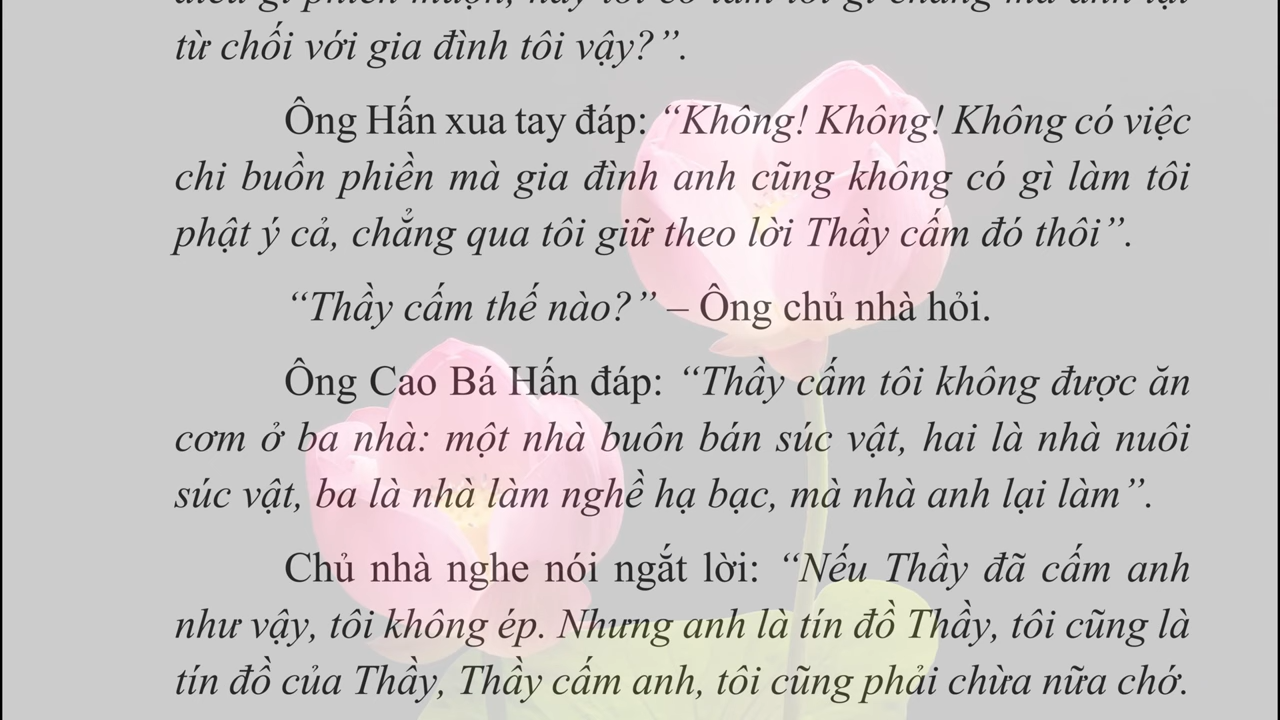 từ chối với gia đình tôi vậy?”.
Ông Hấn xua tay đáp: “Không! Không! Không có việc
chi buồn phiền mà gia đình anh cũng không có gì làm tôi
phật ý cả, chẳng qua tôi giữ theo lời Thầy cấm đó thôi”.
“Thầy cấm thế nào?” – Ông chủ nhà hỏi.
Ông Cao Bá Hấn đáp: “Thầy cấm tôi không được ăn
cơm ở ba nhà: một nhà buôn bán súc vật, hai là nhà nuôi
súc vật, ba là nhà làm nghề hạ bạc, mà nhà anh lại làm”.
Chủ nhà nghe nói ngắt lời: “Nếu Thầy đã cấm anh
như vậy, tôi không ép. Nhưng anh là tín đồ Thầy, tôi cũng là
tín đồ của Thầy, Thầy cấm anh, tôi cũng phải chừa nữa chớ.